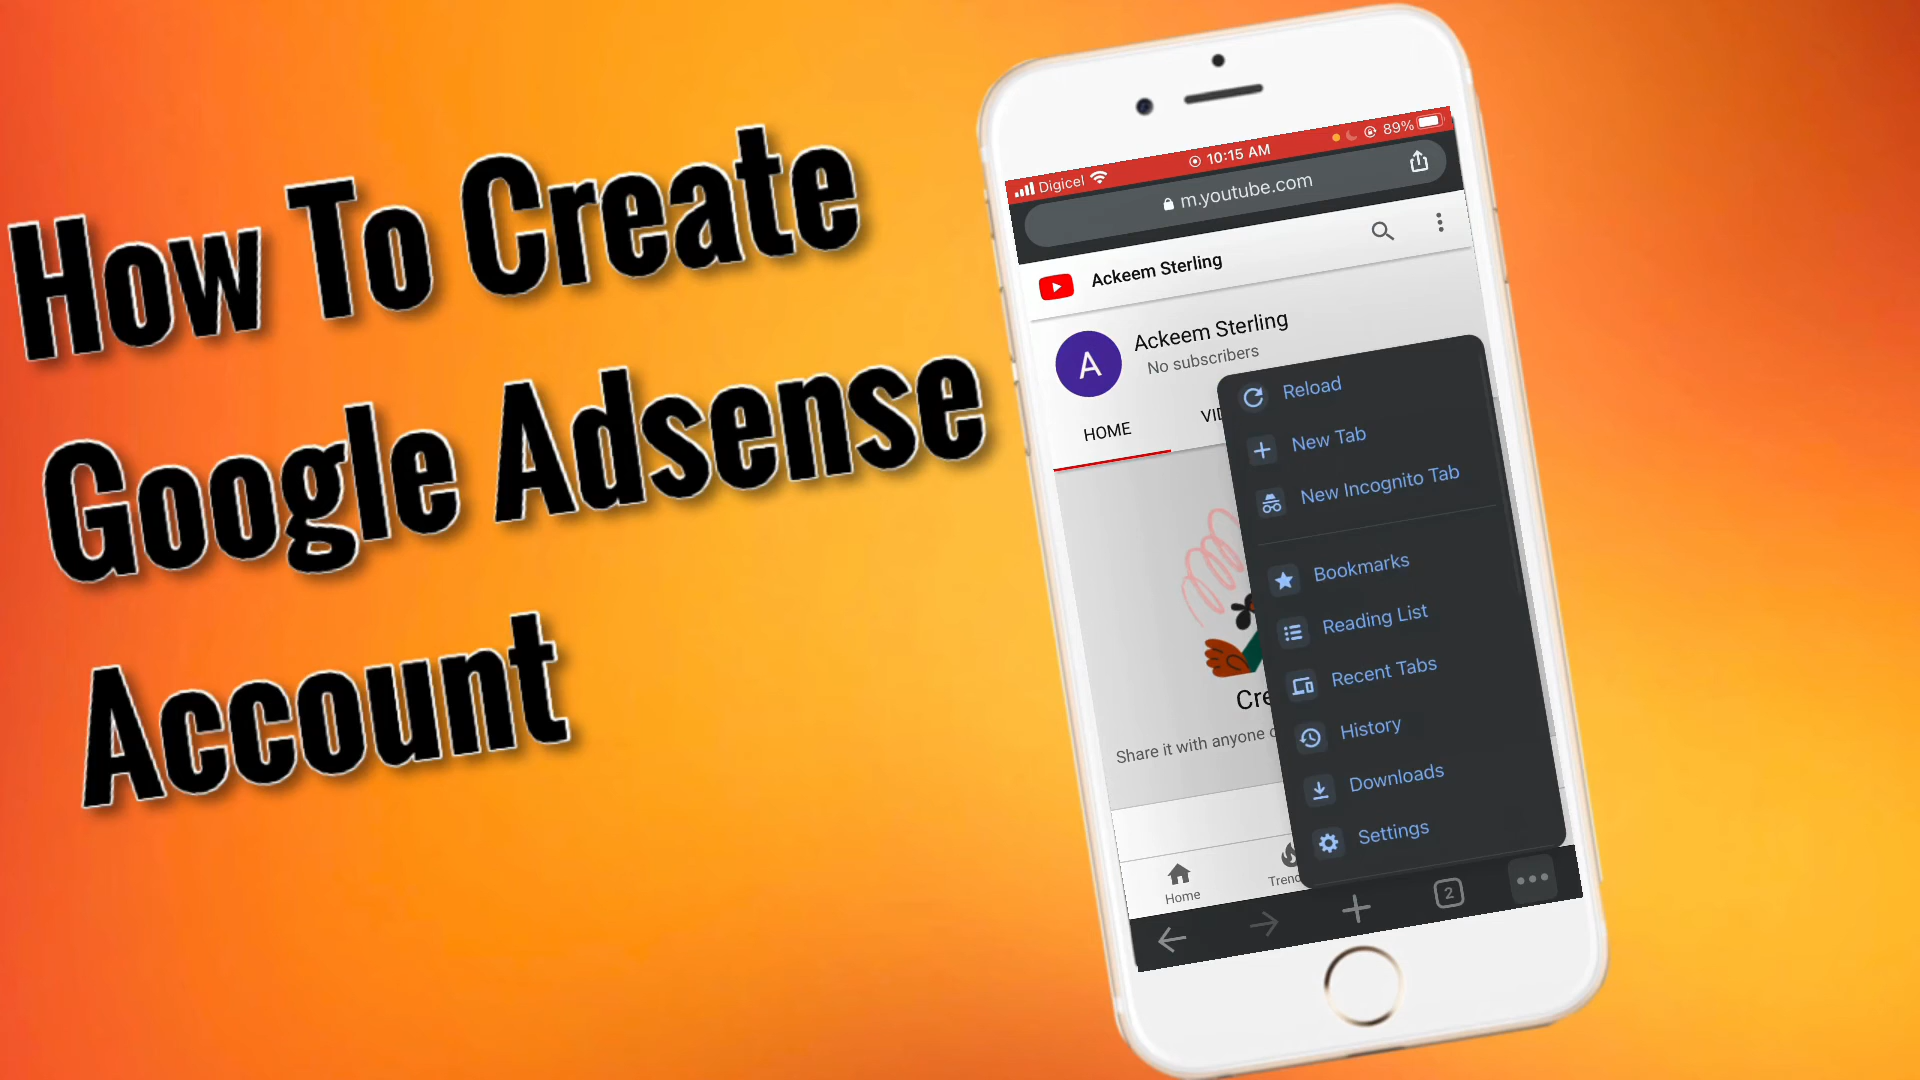 How To Create
Google Adsense
Account
Digicel
10:15 AM
89%
m.youtube.com
Ackeem Sterling
A
Ackeem Sterling
No subscribers
HOME
Reload
New Tab
New Incognito Tab
Bookmarks
Reading List
Recent Tabs
History
Share it with anyone
Downloads
Settings
Home
2